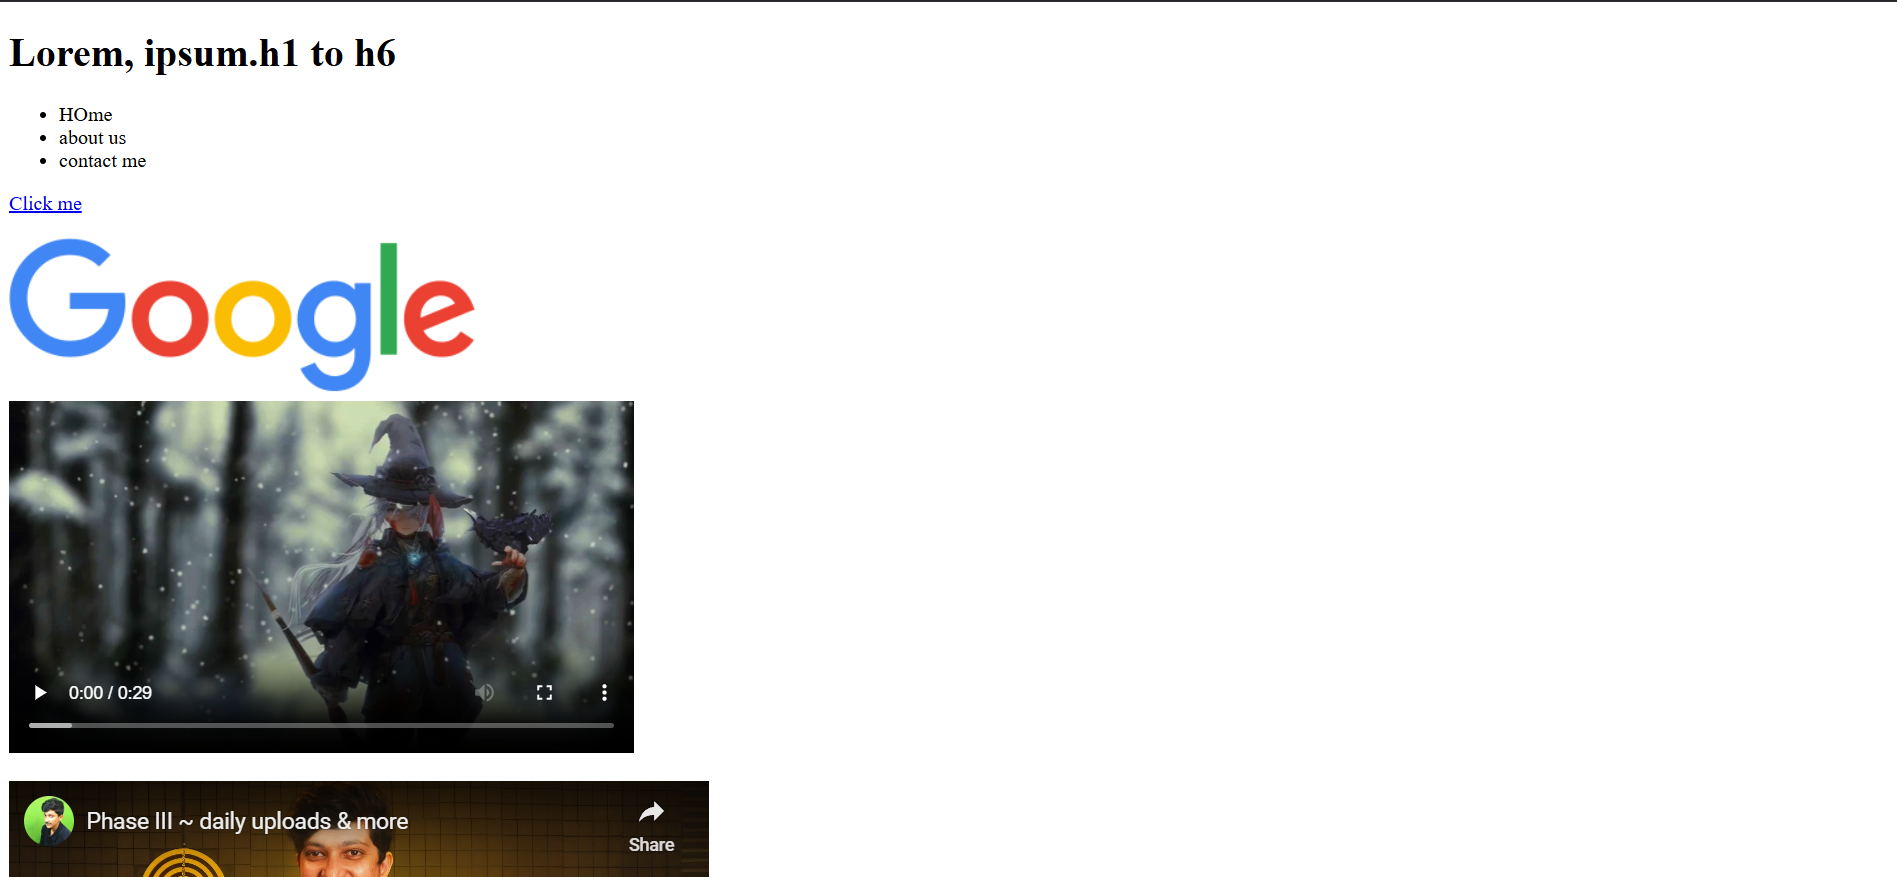 Lorem, ipsum.h1 to h6
HOme
about us
contact me
Click me
Google
0:00 / 0:29
Phase III ~ daily uploads & more
Share